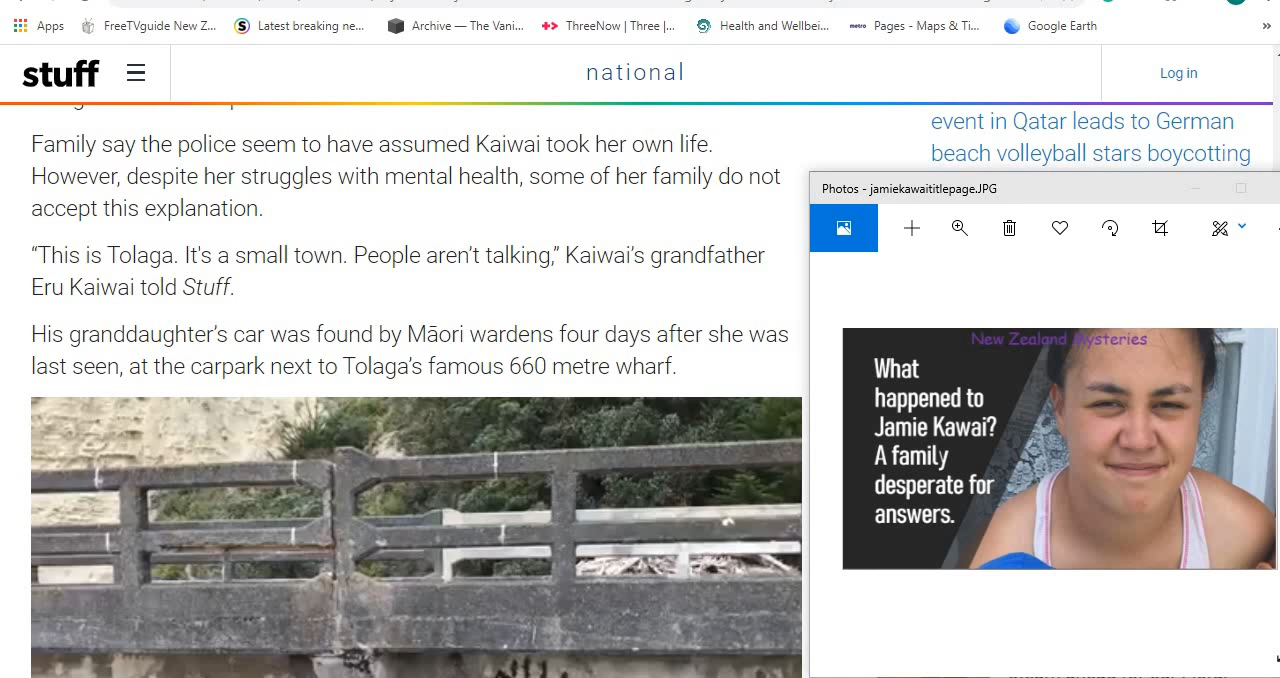 Apps
FreeTVguide New Z...
Latest breaking ne...
Archive — The Vani...
ThreeNow | Three |...
Health and Wellbei...
metro Pages - Maps & Ti...
Google Earth
»
stuff
national
Log in
Family say the police seem to have assumed Kaiwai took her own life.
However, despite her struggles with mental health, some of her family do not
accept this explanation.
“This is Tolaga. It's a small town. People aren’t talking,” Kaiwai’s grandfather
Eru Kaiwai told Stuff.
His granddaughter’s car was found by Māori wardens four days after she was
last seen, at the carpark next to Tolaga’s famous 660 metre wharf.
event in Qatar leads to German
beach volleyball stars boycotting
Photos - jamiekawaititlepage.JPG
New Zealand Mysteries
What
happened to
Jamie Kawai?
A family
desperate for
answers.